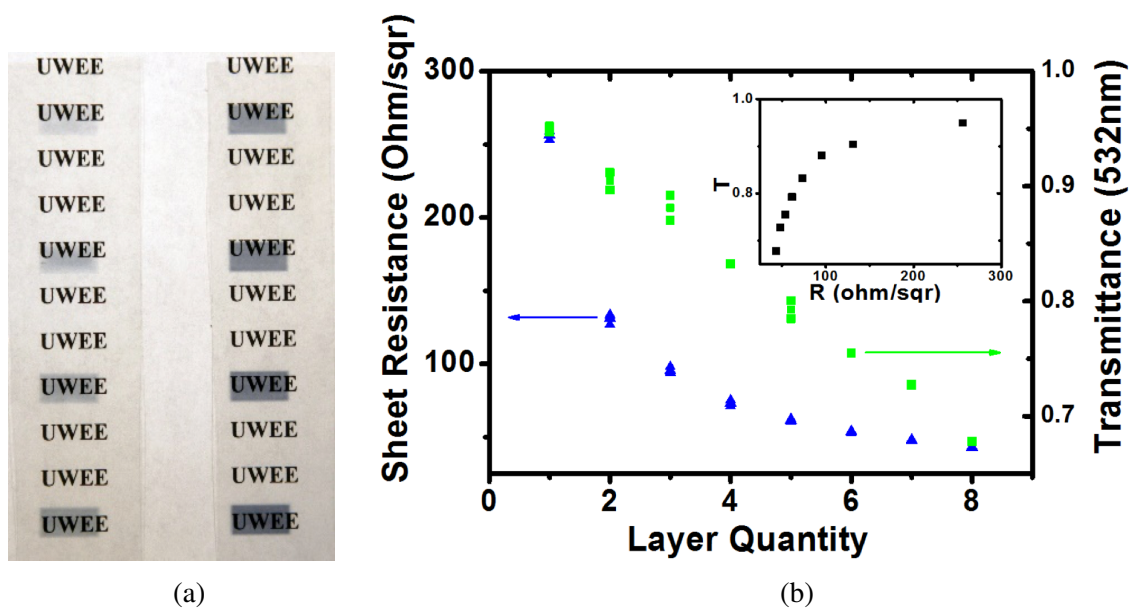 UWEE UWEE
UWEE UWEE
UWEE UWEE
UWEE UWEE
UWEE UWEE
UWEE UWEE
UWEE UWEE
UWEE UWEE
UWEE UWEE
UWEE UWEE
UWEE UWEE
(a)
Sheet Resistance (Ohm/sqr)
300
200
100
0 2 4 6 8
Layer Quantity
1.0
0.9
0.8
0.7
Transmittance (532nm)
T
1.0
0.8
100 200 300
R (ohm/sqr)
(b)